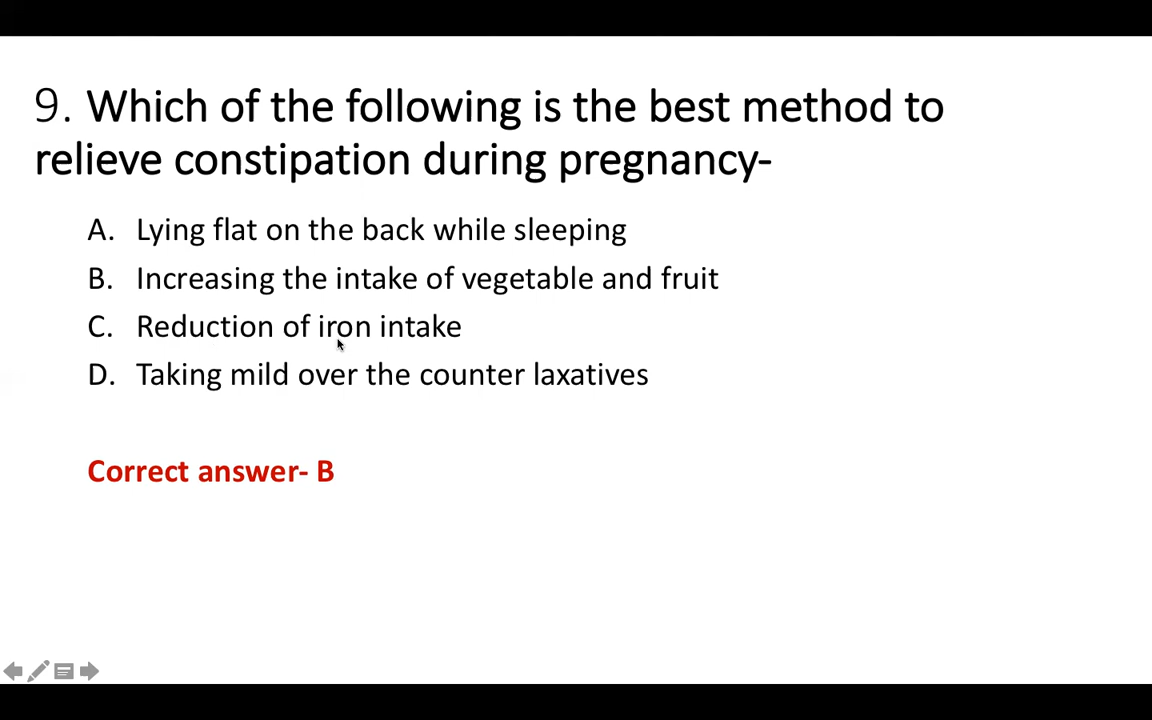 9. Which of the following is the best method to
relieve constipation during pregnancy-
A. Lying flat on the back while sleeping
B. Increasing the intake of vegetable and fruit
C. Reduction of iron intake
D. Taking mild over the counter laxatives
Correct answer- B